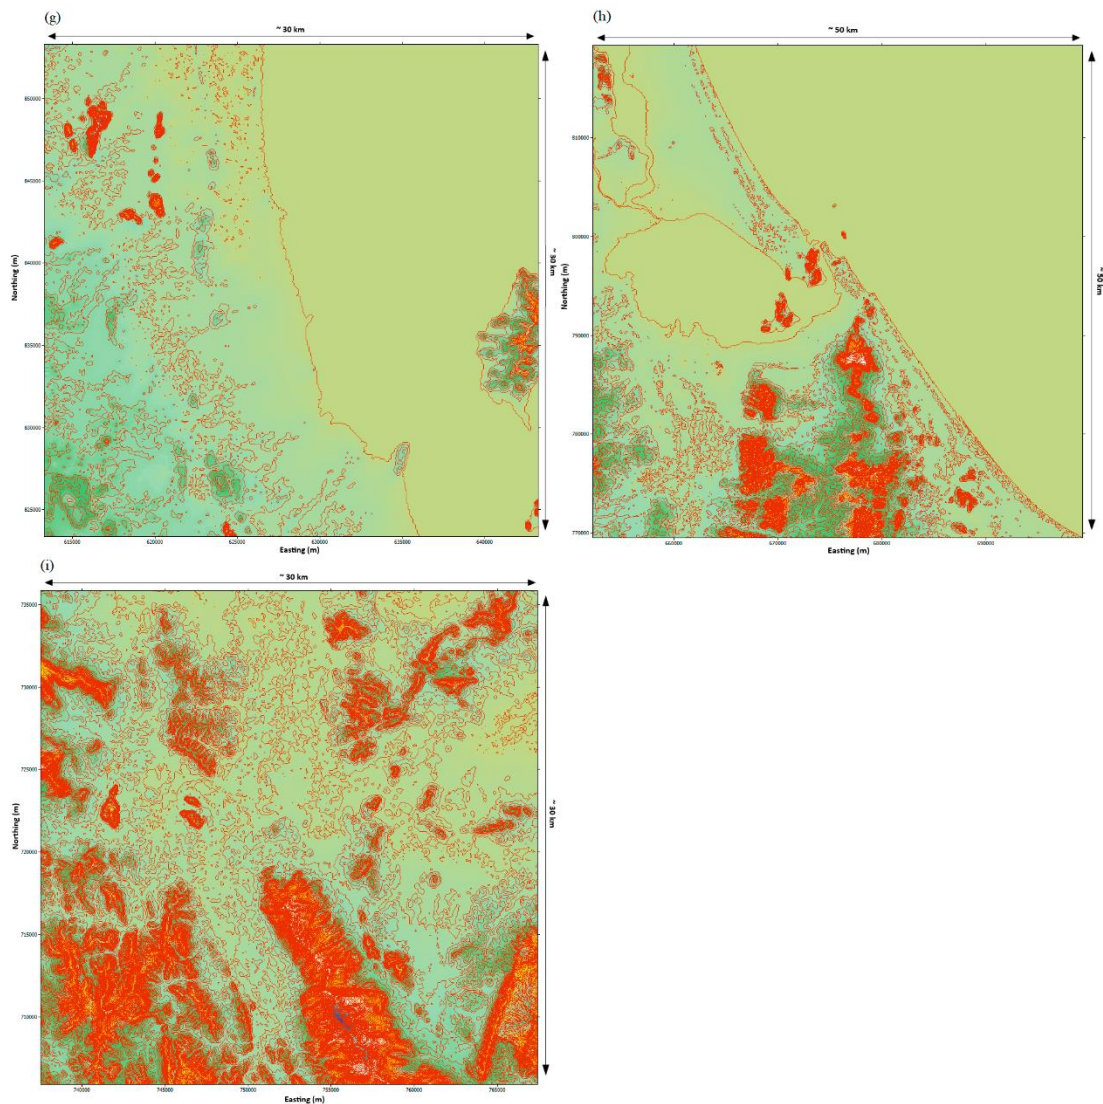 (g)
~ 30 km
850000
845000
840000
835000
830000
825000
Northing (m)
~ 30 km
615000 620000 625000 630000 635000 640000
Easting (m)
(h)
~ 50 km
810000
800000
790000
780000
770000
Northing (m)
~ 50 km
660000 670000 680000 690000
Easting (m)
(i)
~ 30 km
735000
730000
725000
720000
715000
710000
Northing (m)
~ 30 km
740000 745000 750000 755000 760000 765000
Easting (m)